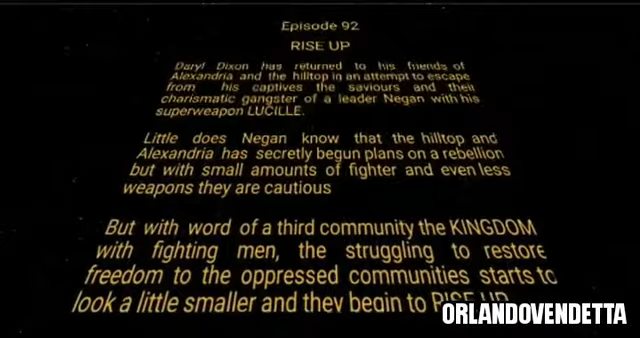 Episode 92
RISE UP
Daryl Dixon has returned to his friends of
Alexandria and the hilltop in an attempt to escape
from his captives the saviours and their
charismatic gangster of a leader Negan with his
superweapon LUCILLE.
Little does Negan know that the hilltop and
Alexandria has secretly begun plans on a rebellion
but with small amounts of fighter and even less
weapons they are cautious
But with word of a third community the KINGDOM
with fighting men, the struggling to restore
freedom to the oppressed communities starts to
look a little smaller and they begin to RISE UP
ORLANDOVENDETTA